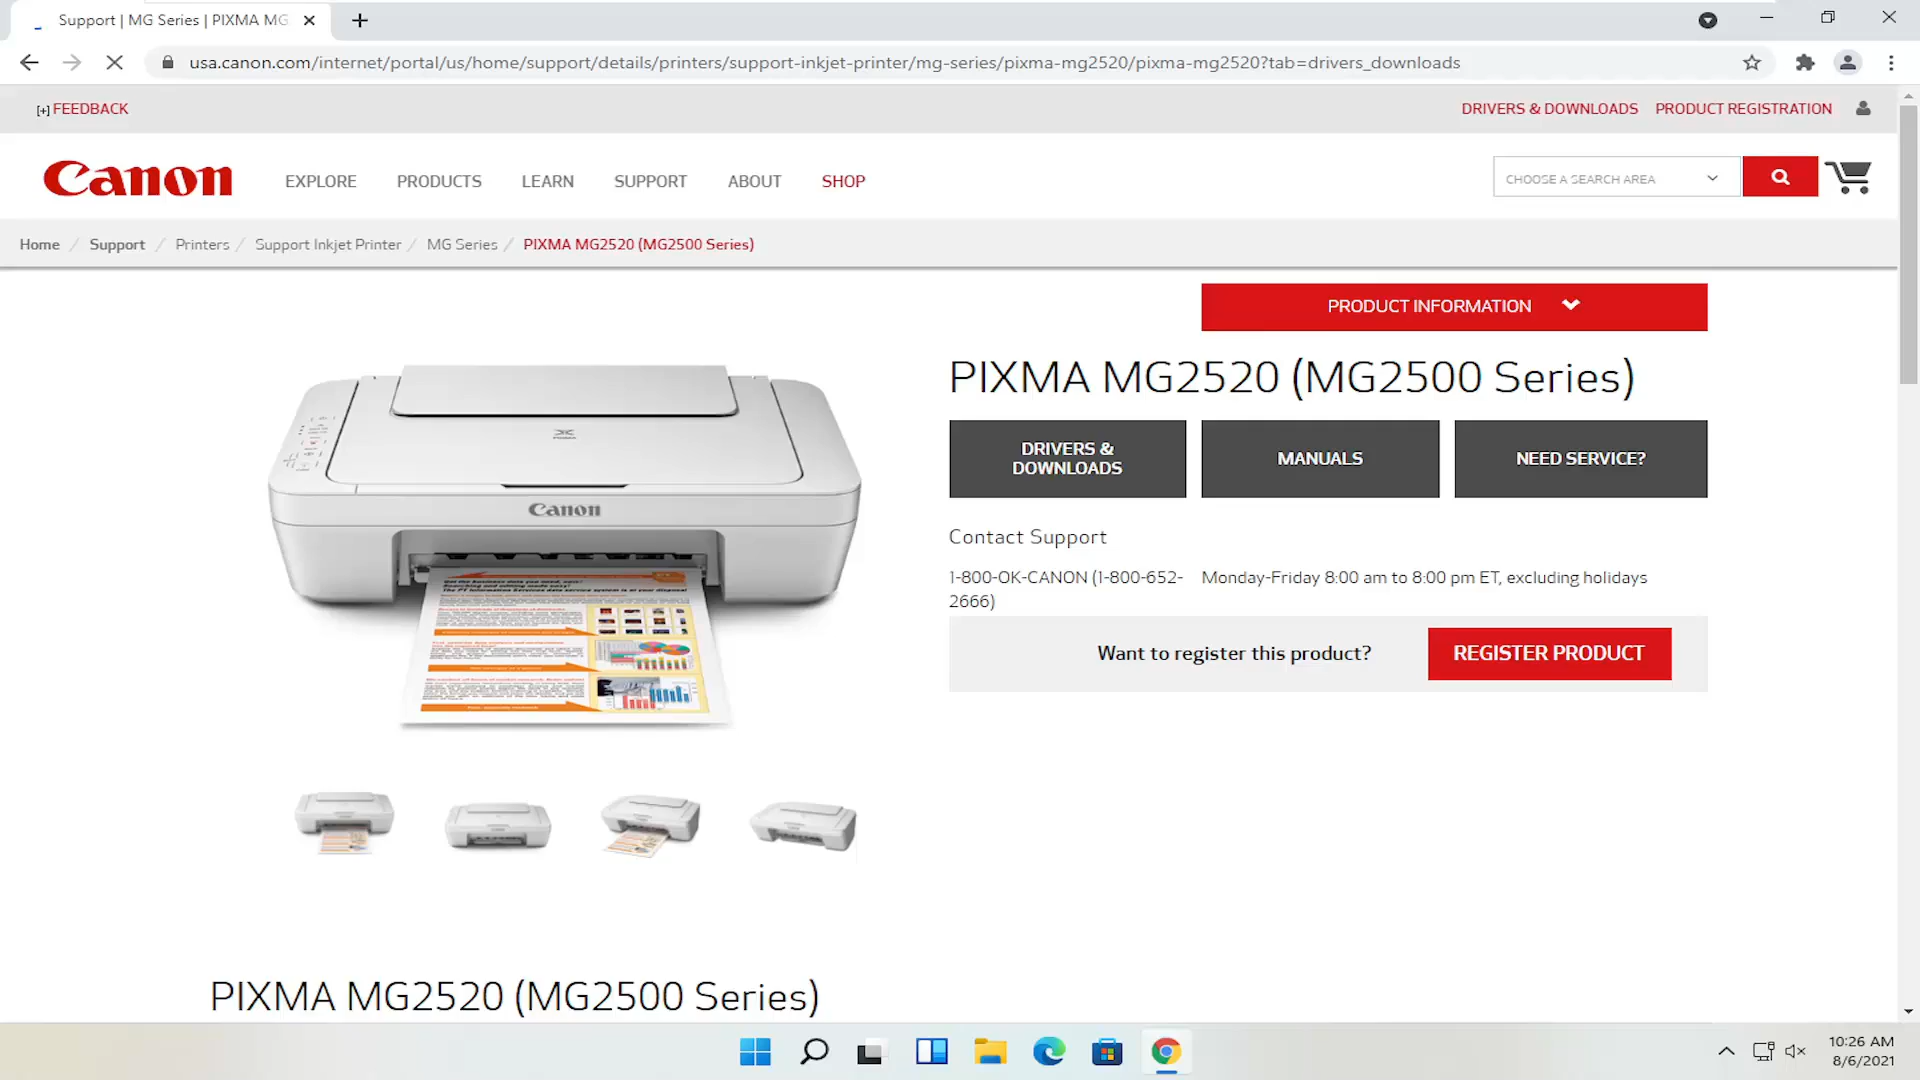 Support | MG Series | PIXMA MG
usa.canon.com/internet/portal/us/home/support/details/printers/support-inkjet-printer/mg-series/pixma-mg2520/pixma-mg2520?tab=drivers_downloads
[+] FEEDBACK
DRIVERS & DOWNLOADS
PRODUCT REGISTRATION
Canon
EXPLORE
PRODUCTS
LEARN
SUPPORT
ABOUT
SHOP
CHOOSE A SEARCH AREA
Home / Support / Printers / Support Inkjet Printer / MG Series / PIXMA MG2520 (MG2500 Series)
PRODUCT INFORMATION
PIXMA MG2520 (MG2500 Series)
DRIVERS &
DOWNLOADS
MANUALS
NEED SERVICE?
Canon
Contact Support
1-800-OK-CANON (1-800-652-
2666)
Monday-Friday 8:00 am to 8:00 pm ET, excluding holidays
Want to register this product?
REGISTER PRODUCT
PIXMA MG2520 (MG2500 Series)
10:26 AM
8/6/2021